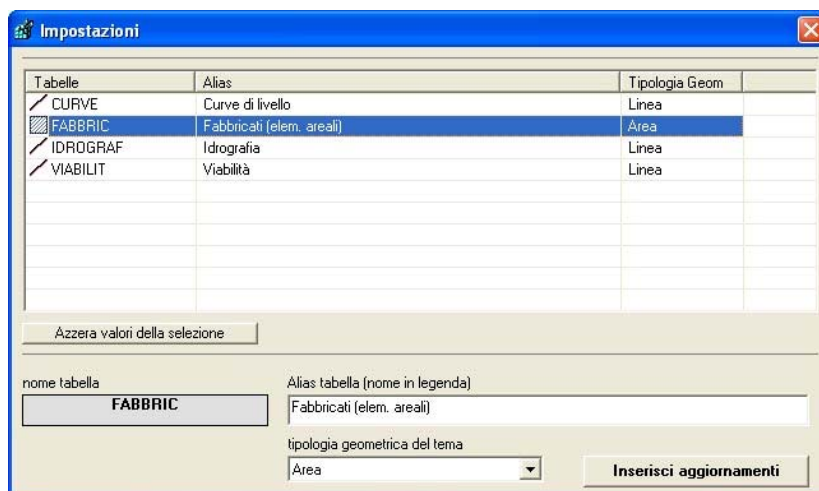 Impostazioni
Tabelle Alias Tipologia Geom
CURVE Curve di livello Linea
FABBRIC Fabbricati (elem. areali) Area
IDROGRAF Idrografia Linea
VIABILIT Viabilità Linea
Azzera valori della selezione
nome tabella Alias tabella (nome in legenda)
FABBRIC Fabbricati (elem. areali)
tipologia geometrica del tema
Area Inserisci aggiornamenti